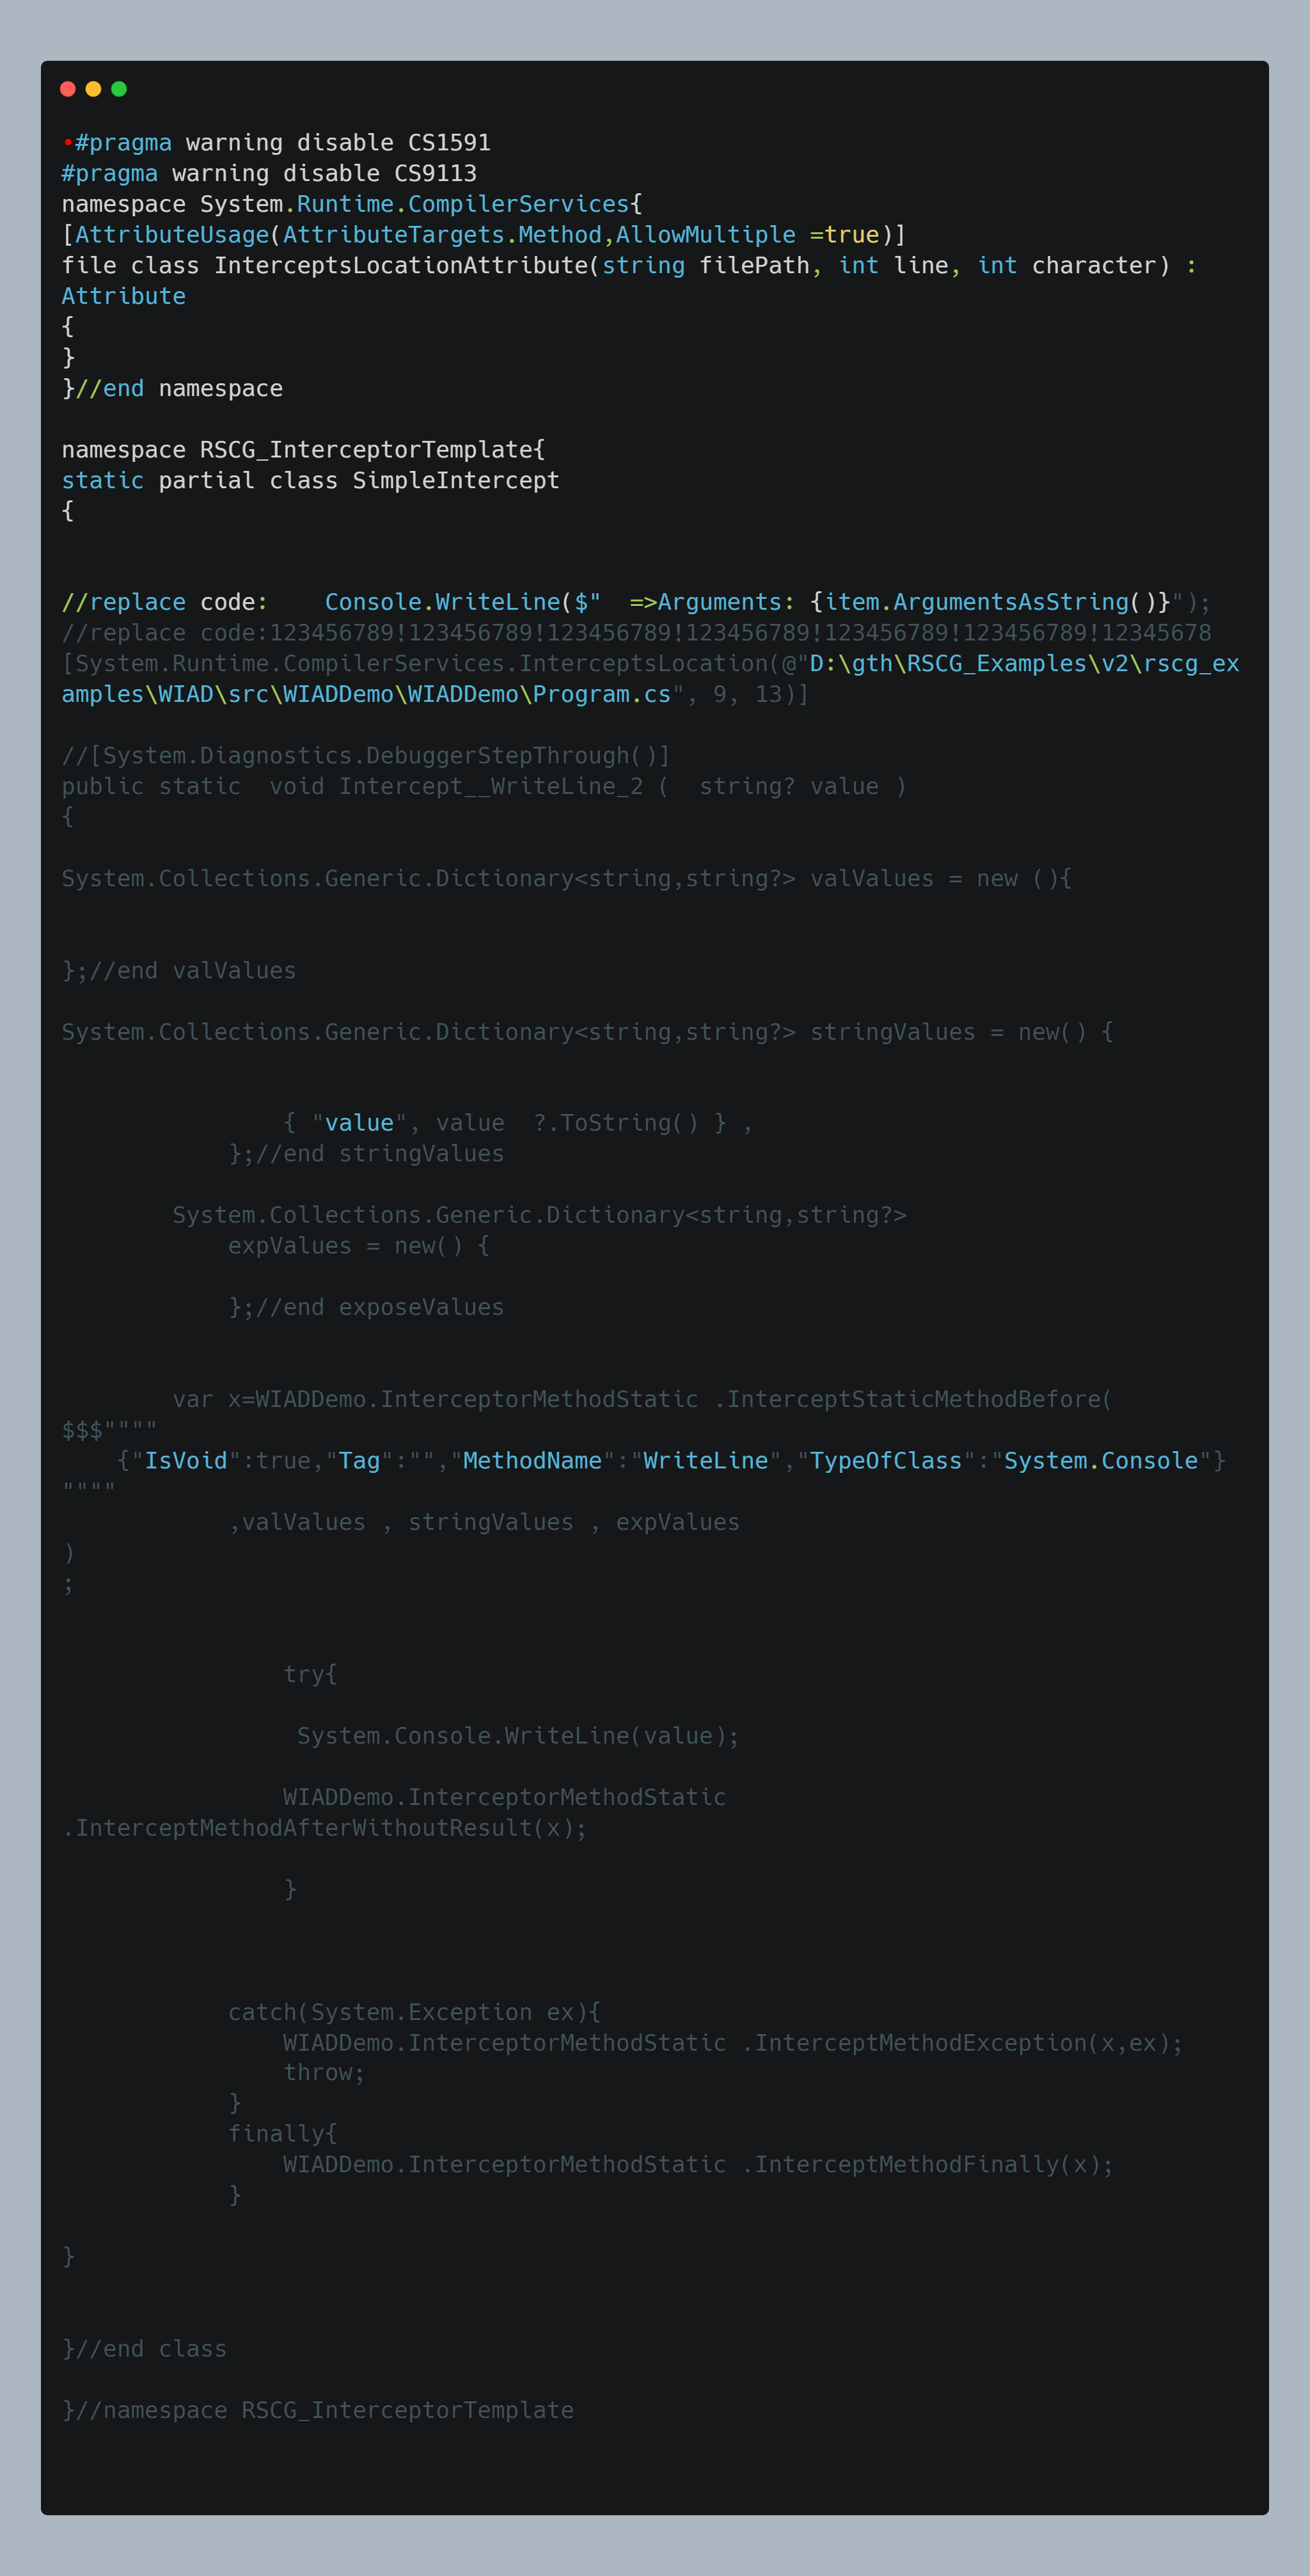 •#pragma warning disable CS1591
#pragma warning disable CS9113
namespace System.Runtime.CompilerServices{
[AttributeUsage(AttributeTargets.Method,AllowMultiple =true)]
file class InterceptsLocationAttribute(string filePath, int line, int character) :
Attribute
{
}
}//end namespace

namespace RSCG_InterceptorTemplate{
static partial class SimpleIntercept
{


//replace code:    Console.WriteLine($"  =>Arguments: {item.ArgumentsAsString()}");
//replace code:123456789!123456789!123456789!123456789!123456789!123456789!12345678
[System.Runtime.CompilerServices.InterceptsLocation(@"D:\gth\RSCG_Examples\v2\rscg_ex
amples\WIAD\src\WIADDemo\WIADDemo\Program.cs", 9, 13)]

//[System.Diagnostics.DebuggerStepThrough()]
public static  void Intercept__WriteLine_2 (  string? value )
{

System.Collections.Generic.Dictionary<string,string?> valValues = new (){


};//end valValues

System.Collections.Generic.Dictionary<string,string?> stringValues = new() {


                { "value", value  ?.ToString() } ,
            };//end stringValues

        System.Collections.Generic.Dictionary<string,string?>
            expValues = new() {

            };//end exposeValues


        var x=WIADDemo.InterceptorMethodStatic .InterceptStaticMethodBefore(
$$$""""
    {"IsVoid":true,"Tag":"","MethodName":"WriteLine","TypeOfClass":"System.Console"}
""""
            ,valValues , stringValues , expValues
)
;


                try{

                 System.Console.WriteLine(value);

                WIADDemo.InterceptorMethodStatic
.InterceptMethodAfterWithoutResult(x);

                }



            catch(System.Exception ex){
                WIADDemo.InterceptorMethodStatic .InterceptMethodException(x,ex);
                throw;
            }
            finally{
                WIADDemo.InterceptorMethodStatic .InterceptMethodFinally(x);
            }

}


}//end class

}//namespace RSCG_InterceptorTemplate